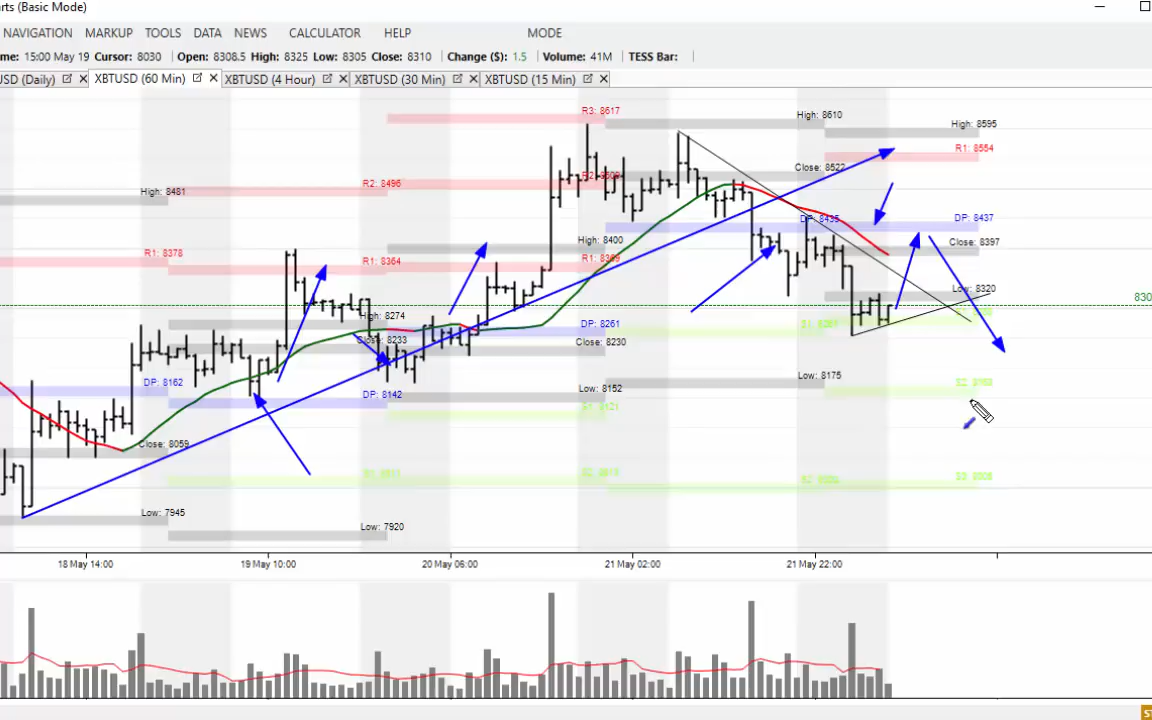 rts (Basic Mode)
NAVIGATION MARKUP TOOLS DATA NEWS CALCULATOR HELP MODE
me: 15:00 May 19 Cursor: 8030 Open: 8308.5 High: 8325 Low: 8305 Close: 8310 Change ($): 1.5 Volume: 41M TESS Bar:
SD (Daily) XBTUSD (60 Min) XBTUSD (4 Hour) XBTUSD (30 Min) XBTUSD (15 Min)
R3: 8617
High: 8610
High: 8595
R1: 8554
Close: 8522
R2: 8496
High: 8481
DP: 8435
DP: 8437
High: 8400
Close: 8397
R1: 8378
R1: 8364
R1: 8369
Low: 8320
830
High: 8274
DP: 8261
Close: 8233
Close: 8230
Low: 8175
DP: 8162
Low: 8152
DP: 8142
S1: 8121
Close: 8059
Low: 7945
Low: 7920
18 May 14:00 19 May 10:00 20 May 06:00 21 May 02:00 21 May 22:00